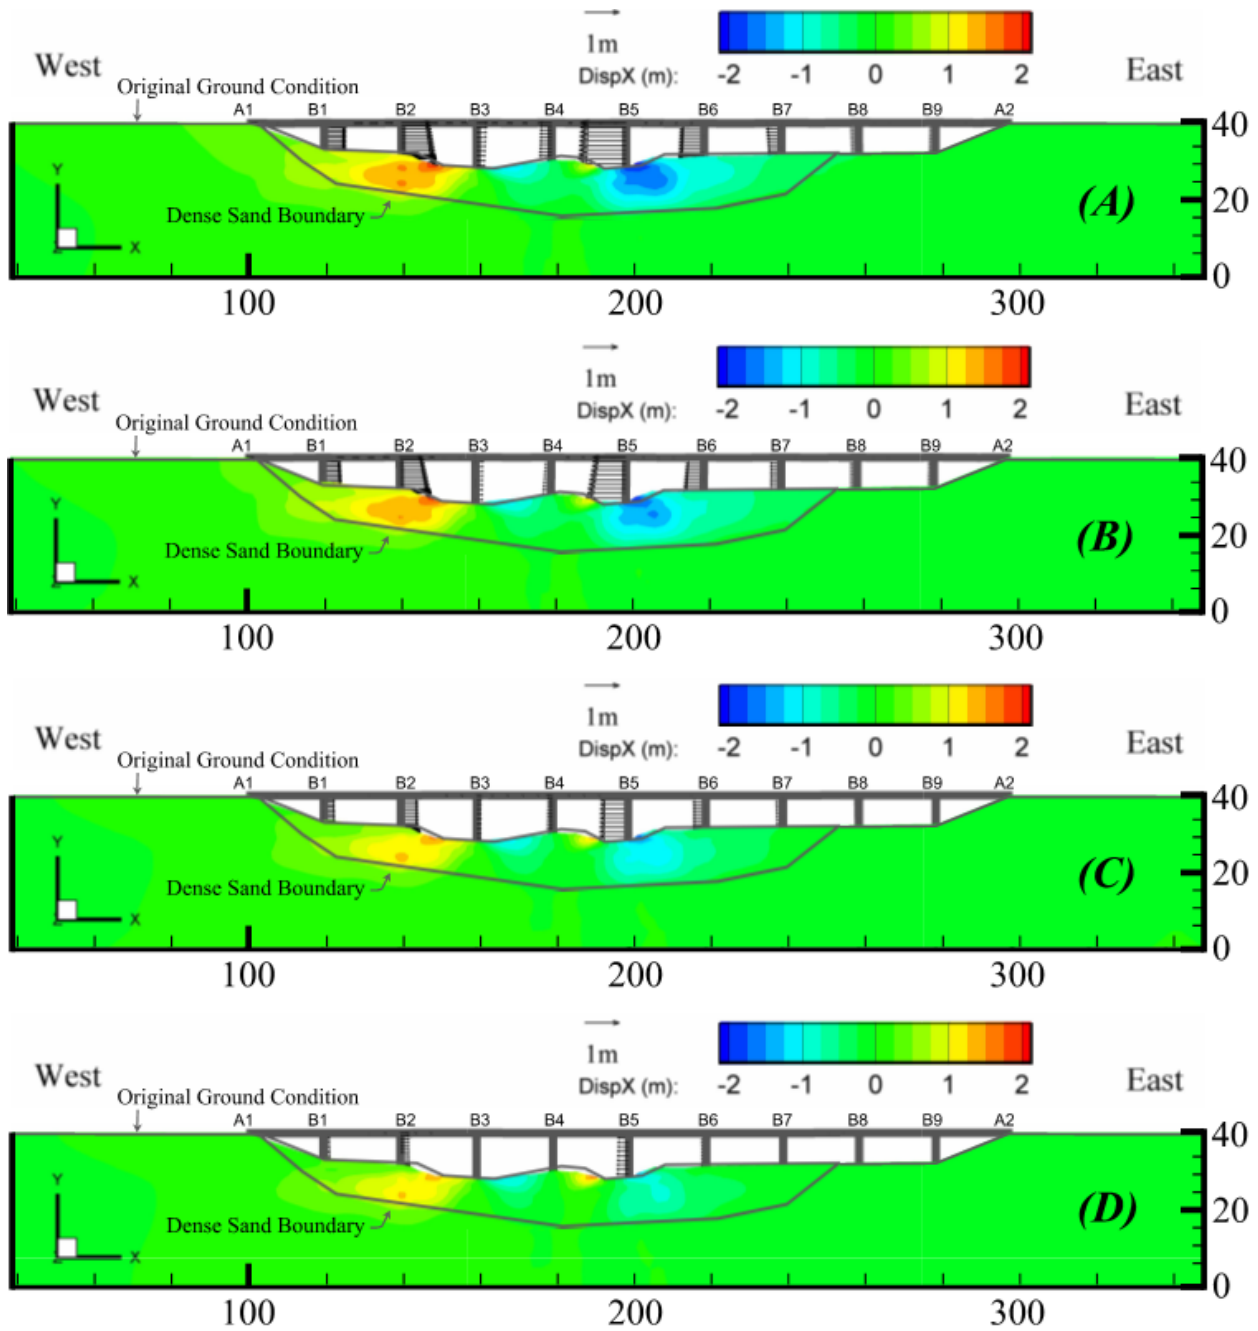 1m
DispX (m): -2 -1 0 1 2
West East
Original Ground Condition
A1 B1 B2 B3 B4 B5 B6 B7 B8 B9 A2 40
Y
(A)
20
Dense Sand Boundary
X
0
100 200 300
1m
DispX (m): -2 -1 0 1 2
West East
Original Ground Condition
A1 B1 B2 B3 B4 B5 B6 B7 B8 B9 A2 40
Y
(B)
20
Dense Sand Boundary
X
0
100 200 300
1m
West East
DispX (m): -2 -1 0 1 2
Original Ground Condition
A1 B1 B2 B3 B4 B5 B6 B7 B8 B9 A2 40
Y
(C)
20
Dense Sand Boundary
X
0
100 200 300
1m
West East
DispX (m): -2 -1 0 1 2
Original Ground Condition
A1 B1 B2 B3 B4 B5 B6 B7 B8 B9 A2 40
Y
(D)
20
Dense Sand Boundary
X
0
100 200 300